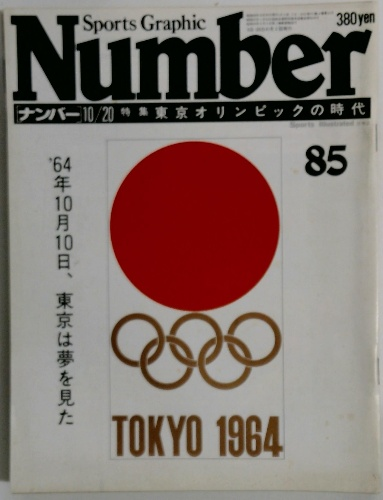 Sports Graphic
380yen
Number
ナンバー 10/20 特集 東京オリンピックの時代
85
'64年10月10日、東京は夢を見た
TOKYO 1964